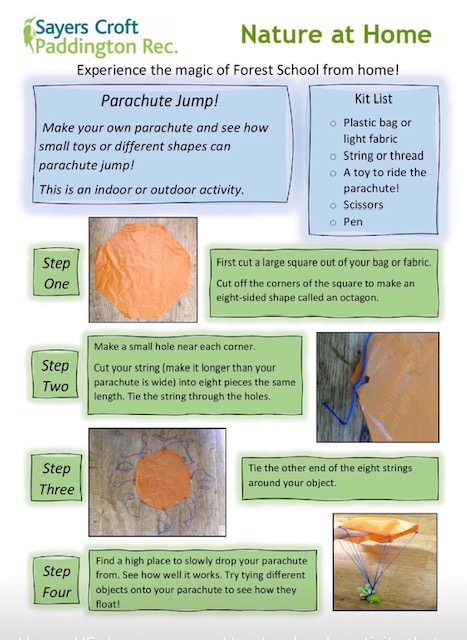 Sayers Croft
Paddington Rec.
Nature at Home
Experience the magic of Forest School from home!
Parachute Jump!
Make your own parachute and see how
small toys or different shapes can
parachute jump!
This is an indoor or outdoor activity.
Kit List
o Plastic bag or
light fabric
o String or thread
o A toy to ride the
parachute!
o Scissors
o Pen
Step
One
First cut a large square out of your bag or fabric.
Cut off the corners of the square to make an
eight-sided shape called an octagon.
Step
Two
Make a small hole near each corner.
Cut your string (make it longer than your
parachute is wide) into eight pieces the same
length. Tie the string through the holes.
Step
Three
Tie the other end of the eight strings
around your object.
Step
Four
Find a high place to slowly drop your parachute
from. See how well it works. Try tying different
objects onto your parachute to see how they
float!